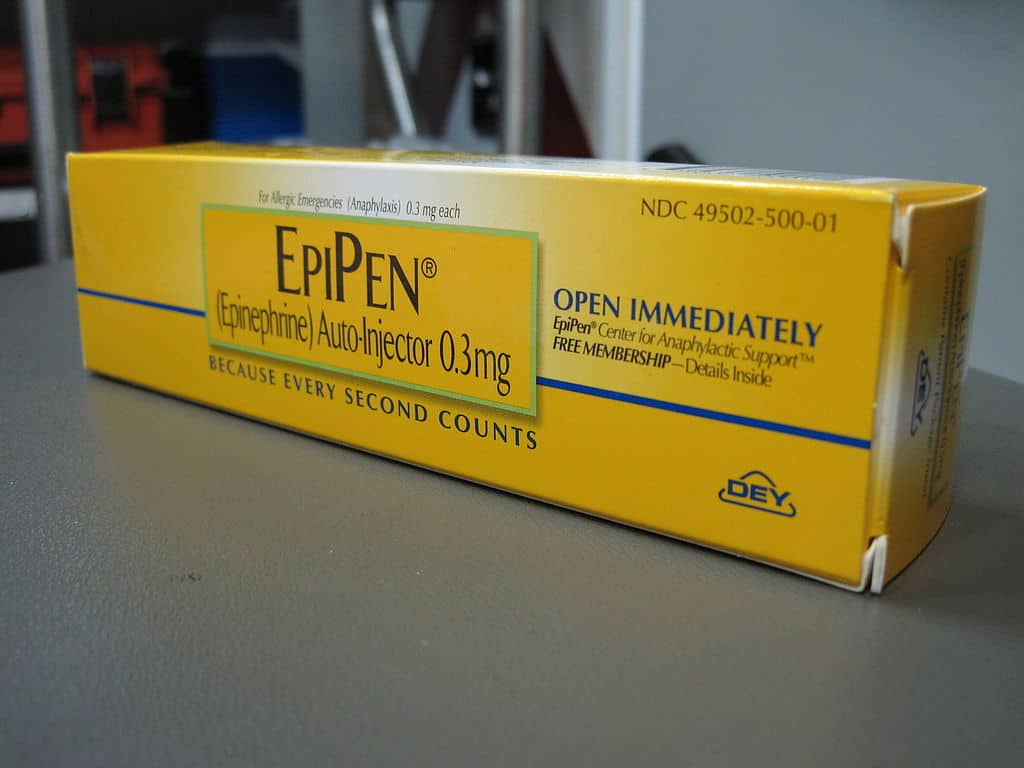 For Allergic Emergencies (Anaphylaxis) 0.3 mg each
NDC 49502-500-01
EPIPEN®
(Epinephrine) Auto-Injector 0.3mg
BECAUSE EVERY SECOND COUNTS
OPEN IMMEDIATELY
EpiPen® Center for Anaphylactic Support™
FREE MEMBERSHIP—Details Inside
DEY
DEY